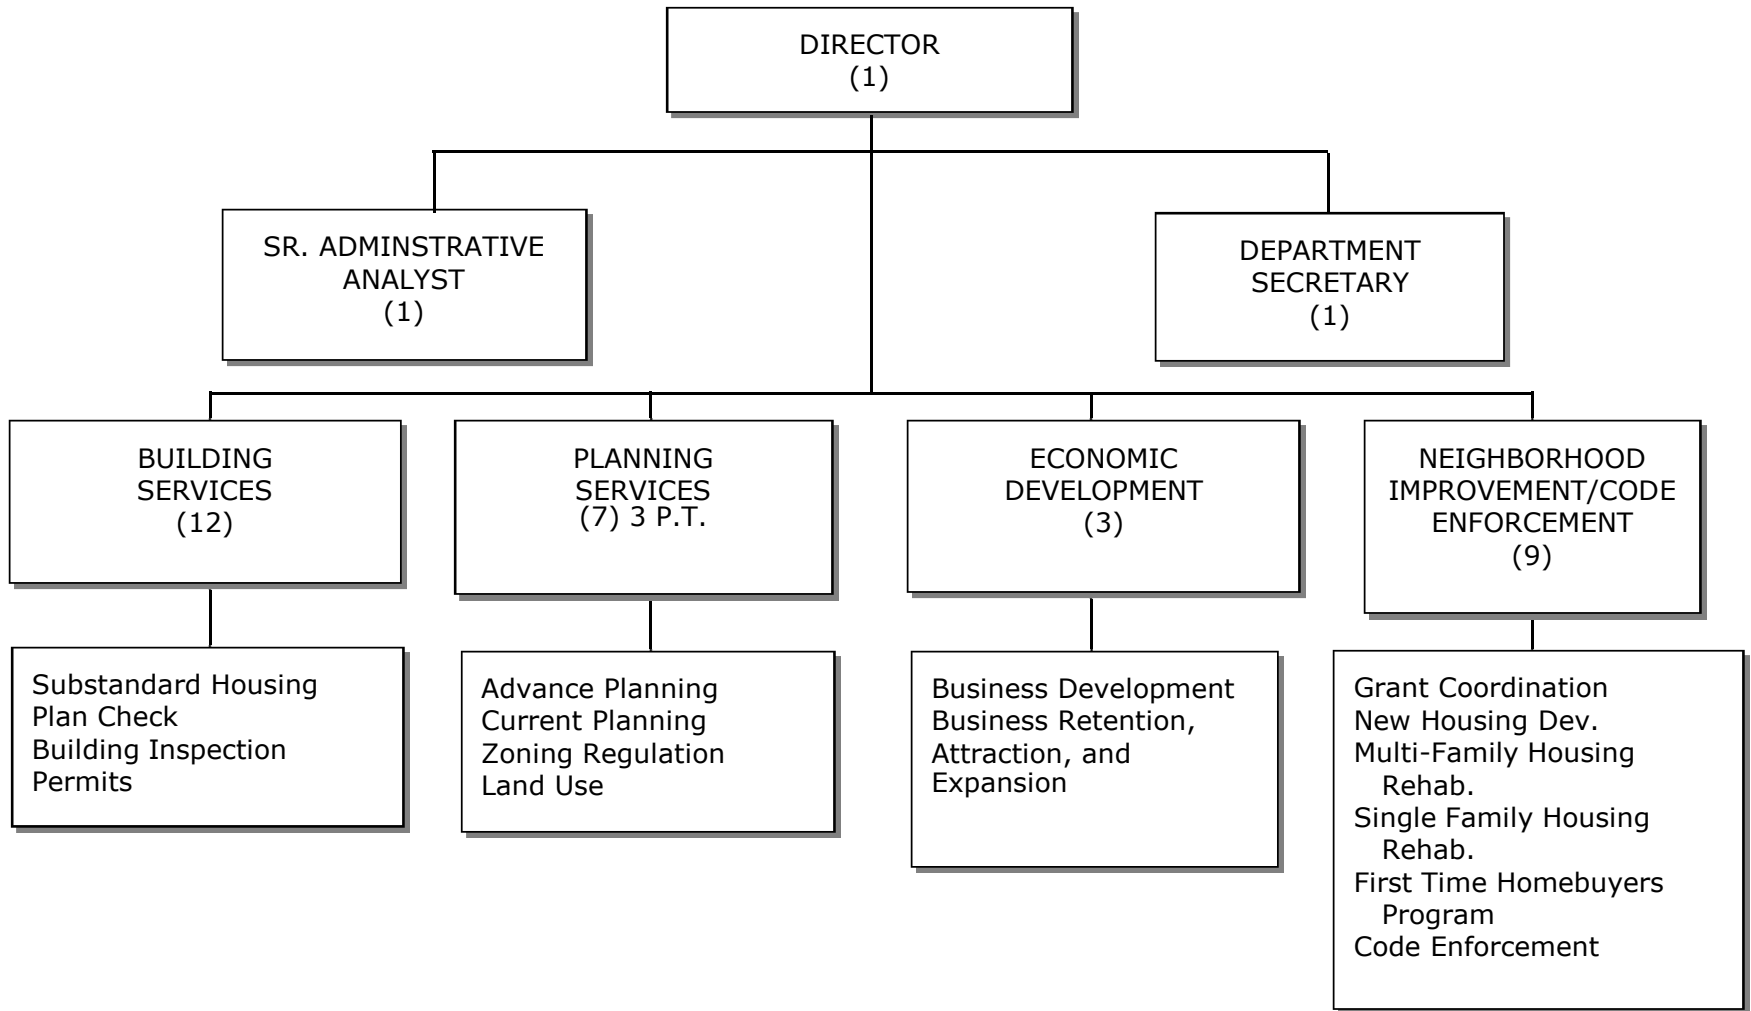 DIRECTOR
(1)
SR. ADMINSTRATIVE
ANALYST
(1)
DEPARTMENT
SECRETARY
(1)
BUILDING
SERVICES
(12)
PLANNING
SERVICES
(7) 3 P.T.
ECONOMIC
DEVELOPMENT
(3)
NEIGHBORHOOD
IMPROVEMENT/CODE
ENFORCEMENT
(9)
Substandard Housing
Plan Check
Building Inspection
Permits
Advance Planning
Current Planning
Zoning Regulation
Land Use
Business Development
Business Retention,
Attraction, and
Expansion
Grant Coordination
New Housing Dev.
Multi-Family Housing
Rehab.
Single Family Housing
Rehab.
First Time Homebuyers
Program
Code Enforcement